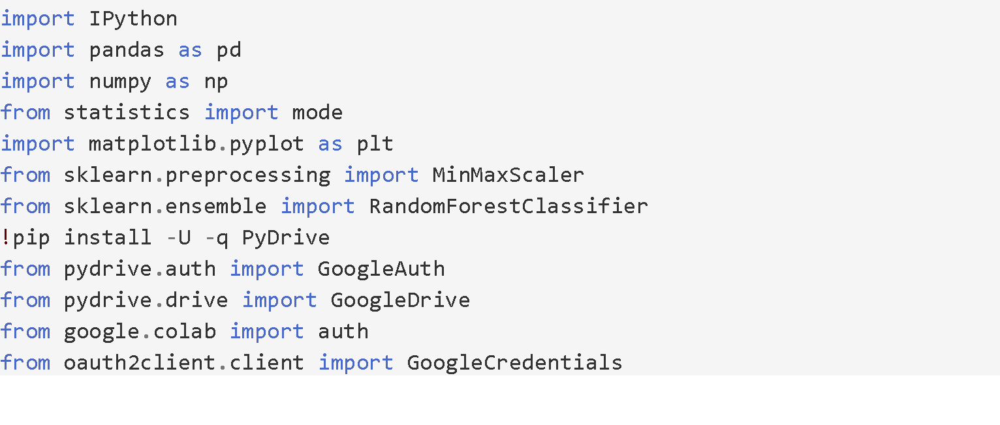 import IPython
import pandas as pd
import numpy as np
from statistics import mode
import matplotlib.pyplot as plt
from sklearn.preprocessing import MinMaxScaler
from sklearn.ensemble import RandomForestClassifier
!pip install -U -q PyDrive
from pydrive.auth import GoogleAuth
from pydrive.drive import GoogleDrive
from google.colab import auth
from oauth2client.client import GoogleCredentials